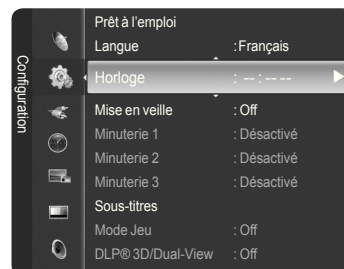 Configuration
Prêt à l'emploi
Langue :Français
Horloge : -- : -- --
Mise en veille : Off
Minuterie 1 : Désactivé
Minuterie 2 : Désactivé
Minuterie 3 : Désactivé
Sous-titres
Mode Jeu : Off
DLP® 3D/Dual-View : Off